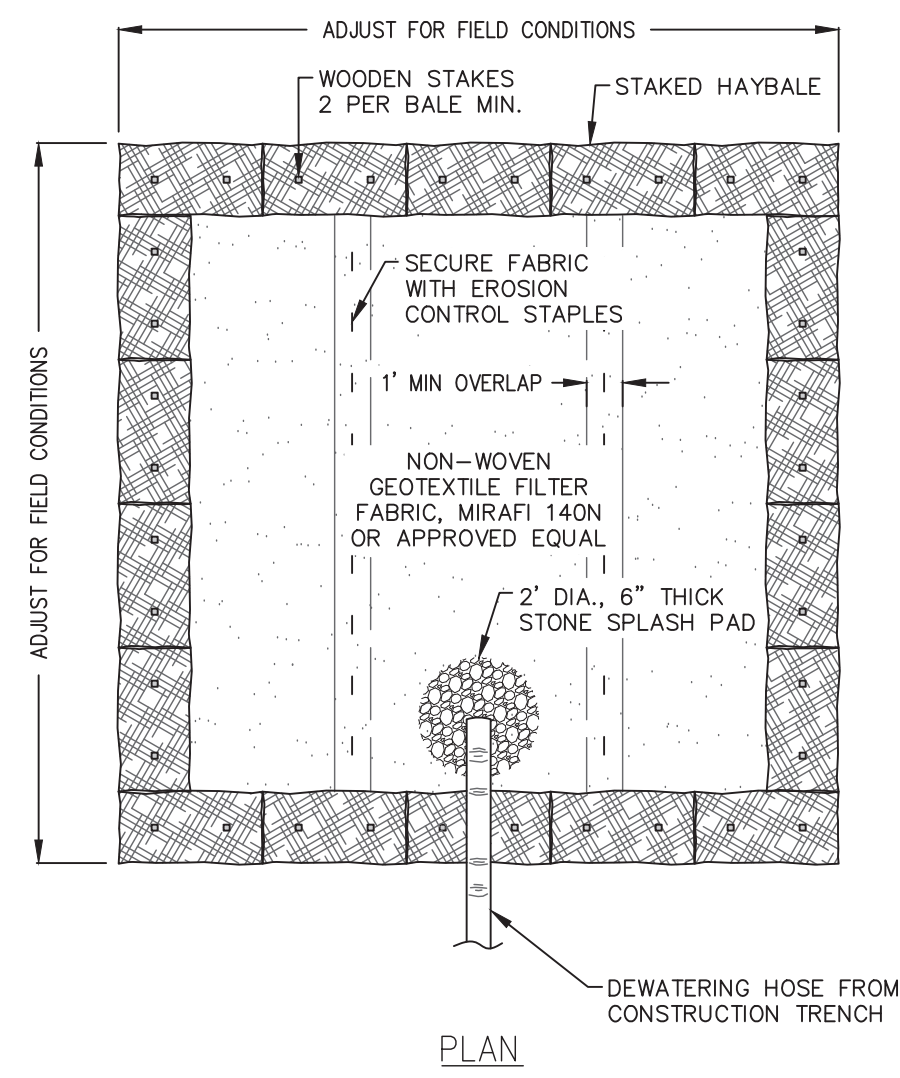 ADJUST FOR FIELD CONDITIONS
WOODEN STAKES
2 PER BALE MIN.
STAKED HAYBALE
ADJUST FOR FIELD CONDITIONS
SECURE FABRIC
WITH EROSION
CONTROL STAPLES
1' MIN OVERLAP
NON-WOVEN
GEOTEXTILE FILTER
FABRIC, MIRAFI 140N
OR APPROVED EQUAL
2' DIA., 6" THICK
STONE SPLASH PAD
DEWATERING HOSE FROM
CONSTRUCTION TRENCH
PLAN